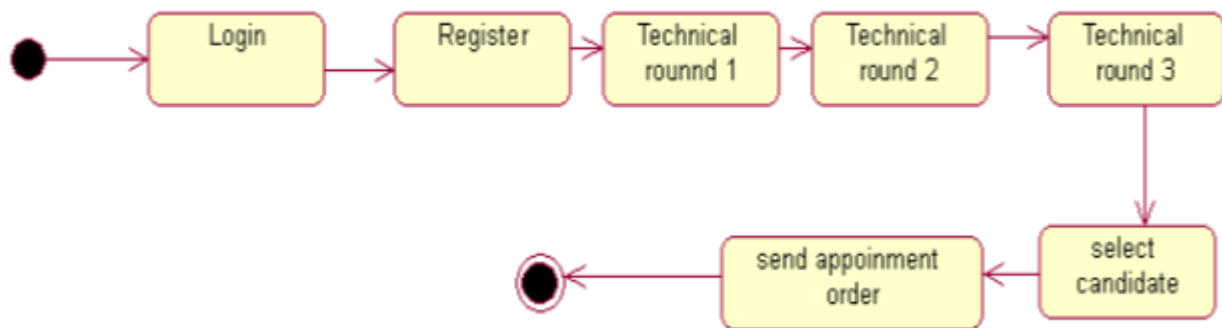 Login
Register
Technical
rounnd 1
Technical
round 2
Technical
round 3
select
candidate
send appoinment
order